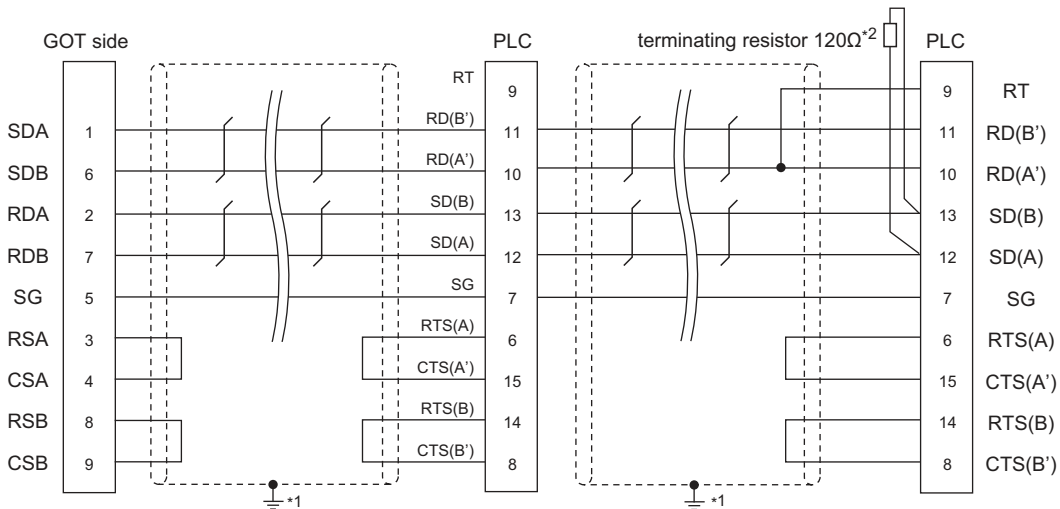 GOT side PLC terminating resistor 120Ω*2 PLC
RT 9 9 RT
SDA 1 RD(B’) 11 11 RD(B’)
SDB 6 RD(A’) 10 10 RD(A’)
RDA 2 SD(B) 13 13 SD(B)
RDB 7 SD(A) 12 12 SD(A)
SG 5 SG 7 7 SG
RSA 3 RTS(A) 6 6 RTS(A)
CSA 4 CTS(A’) 15 15 CTS(A’)
RSB 8 RTS(B) 14 14 RTS(B)
CSB 9 CTS(B’) 8 8 CTS(B’)
*1 *1